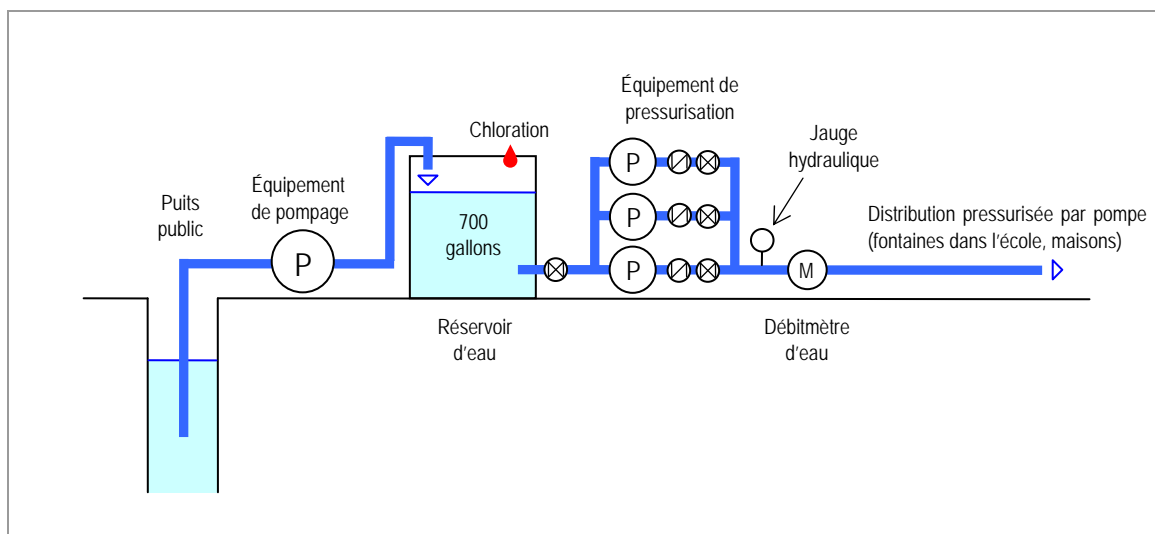 Équipement de
pressurisation
Chloration
Jauge
hydraulique
Équipement
de pompage
Puits
public
P
P
P
P
700
gallons
Distribution pressurisée par pompe
(fontaines dans l'école, maisons)
M
Réservoir
d'eau
Débitmètre
d'eau